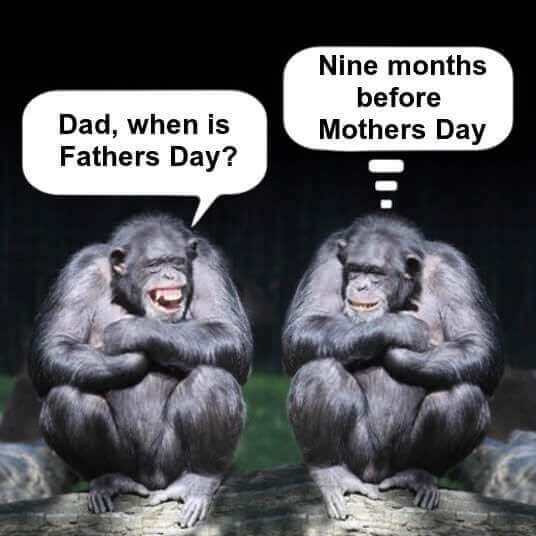 Dad, when is
Fathers Day?
Nine months
before
Mothers Day